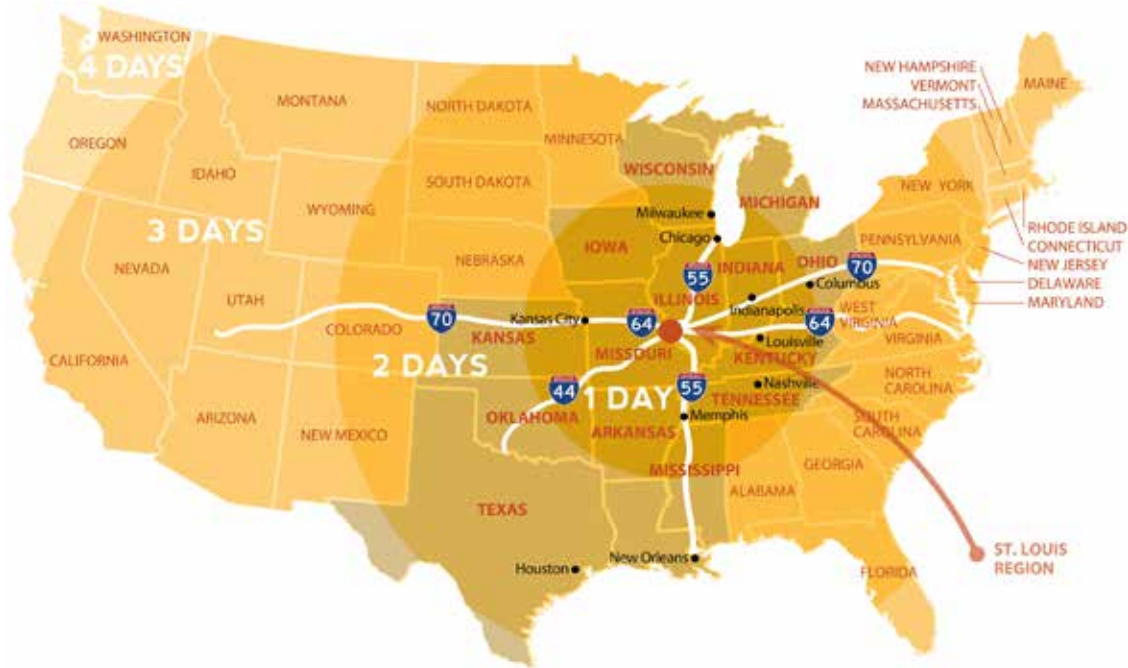 WASHINGTON
4 DAYS
MONTANA
NORTH DAKOTA
MINNESOTA
OREGON
IDAHO
SOUTH DAKOTA
WISCONSIN
MICHIGAN
NEW YORK
NEW HAMPSHIRE
VERMONT
MASSACHUSETTS
MAINE
WYOMING
3 DAYS
Milwaukee
Chicago
IOWA
NEBRASKA
NEVADA
UTAH
55
ILLINOIS
INDIANA
OHIO
70
PENNSYLVANIA
Columbus
Indianapolis
RHODE ISLAND
CONNECTICUT
NEW JERSEY
DELAWARE
MARYLAND
COLORADO
70
KANSAS
Kansas City
64
64
WEST
VIRGINIA
VIRGINIA
Louisville
KENTUCKY
MISSOURI
CALIFORNIA
2 DAYS
44
1 DAY
55
Nashville
TENNESSEE
NORTH
CAROLINA
ARIZONA
NEW MEXICO
OKLAHOMA
ARKANSAS
Memphis
SOUTH
CAROLINA
MISSISSIPPI
ALABAMA
GEORGIA
TEXAS
New Orleans
Houston
FLORIDA
ST. LOUIS
REGION